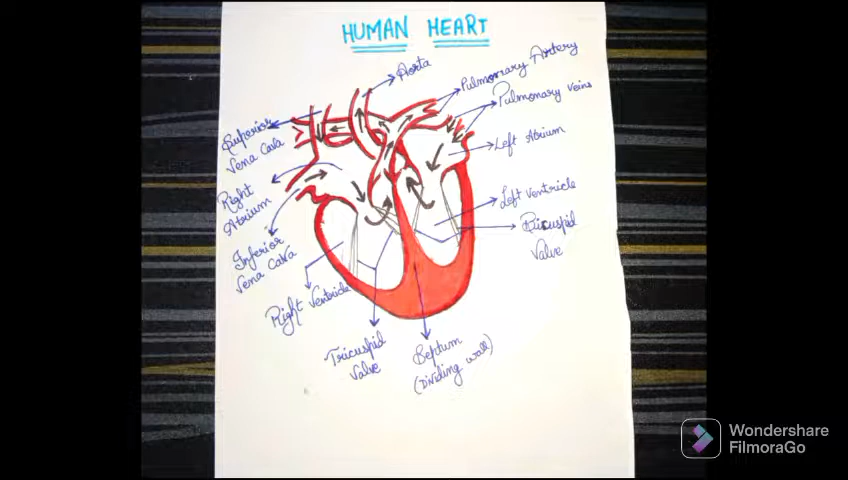 HUMAN HEART
Aorta
Pulmonary Artery
Pulmonary veins
Superior
Vena Cava
Left Atrium
Right
Atrium
Left Ventricle
Bicuspid
Valve
Inferior
Vena Cava
Right Ventricle
Tricuspid
Valve
Septum
(Dividing wall)
Wondershare
FilmoraGo